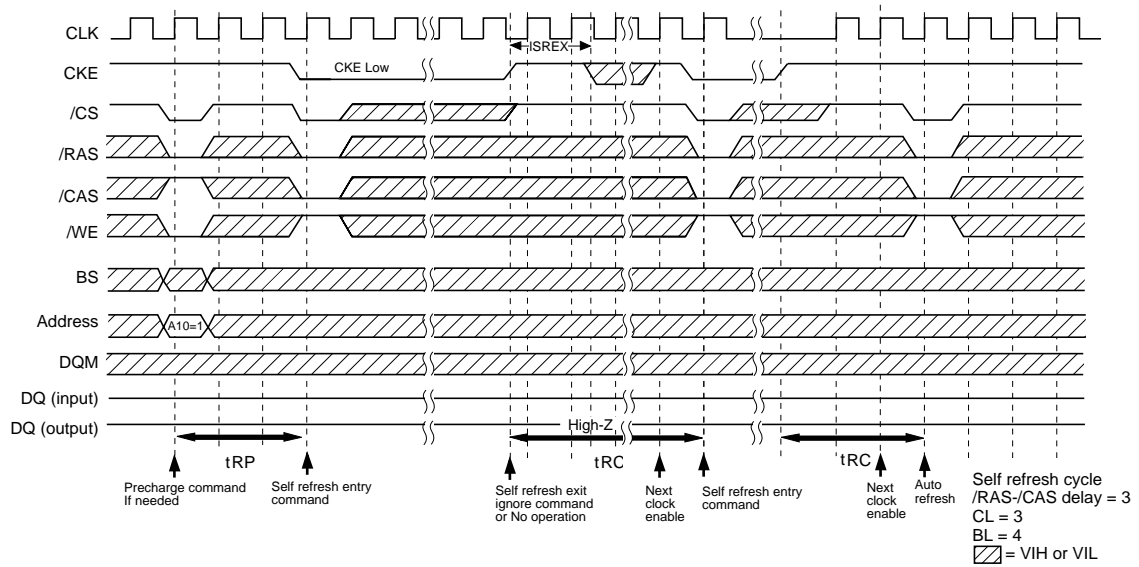 CLK
ISREX
CKE
CKE Low
/CS
/RAS
/CAS
/WE
BS
Address
A10=1
DQM
DQ (input)
DQ (output)
High-Z
tRP
tRC
tRC
Precharge command
If needed
Self refresh entry
command
Self refresh exit
ignore command
or No operation
Next
clock
enable
Self refresh entry
command
Next
clock
enable
Auto
refresh
Self refresh cycle
/RAS-/CAS delay = 3
CL = 3
BL = 4
= VIH or VIL